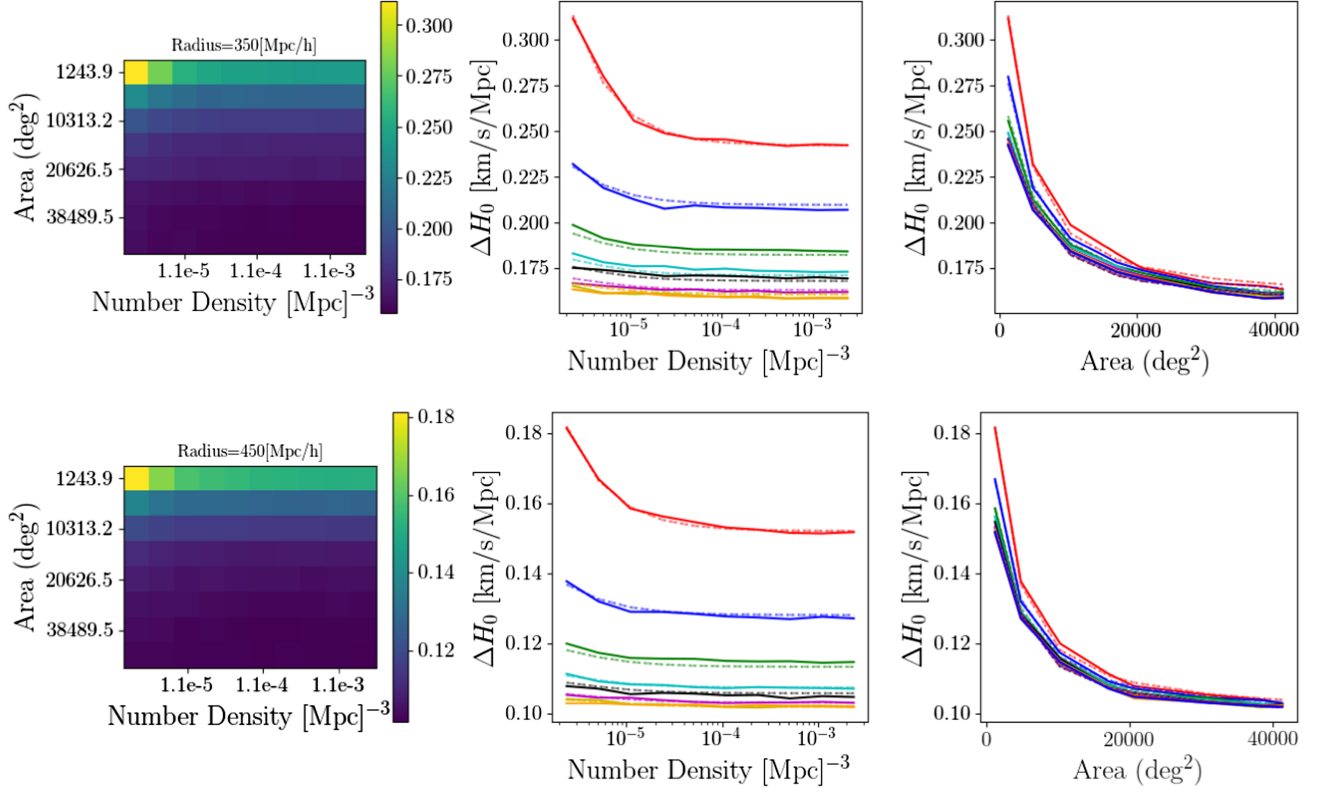 Radius=350[Mpc/h]
Area (deg²)
1243.9
10313.2
20626.5
38489.5
1.1e-5 1.1e-4 1.1e-3
Number Density [Mpc]⁻³
0.300
0.275
0.250
0.225
0.200
0.175
ΔH₀ [km/s/Mpc]
0.300
0.275
0.250
0.225
0.200
0.175
10⁻⁵ 10⁻⁴ 10⁻³
Number Density [Mpc]⁻³
ΔH₀ [km/s/Mpc]
0.300
0.275
0.250
0.225
0.200
0.175
0 20000 40000
Area (deg²)
Radius=450[Mpc/h]
Area (deg²)
1243.9
10313.2
20626.5
38489.5
1.1e-5 1.1e-4 1.1e-3
Number Density [Mpc]⁻³
0.18
0.16
0.14
0.12
ΔH₀ [km/s/Mpc]
0.18
0.16
0.14
0.12
0.10
10⁻⁵ 10⁻⁴ 10⁻³
Number Density [Mpc]⁻³
ΔH₀ [km/s/Mpc]
0.18
0.16
0.14
0.12
0.10
0 20000 40000
Area (deg²)